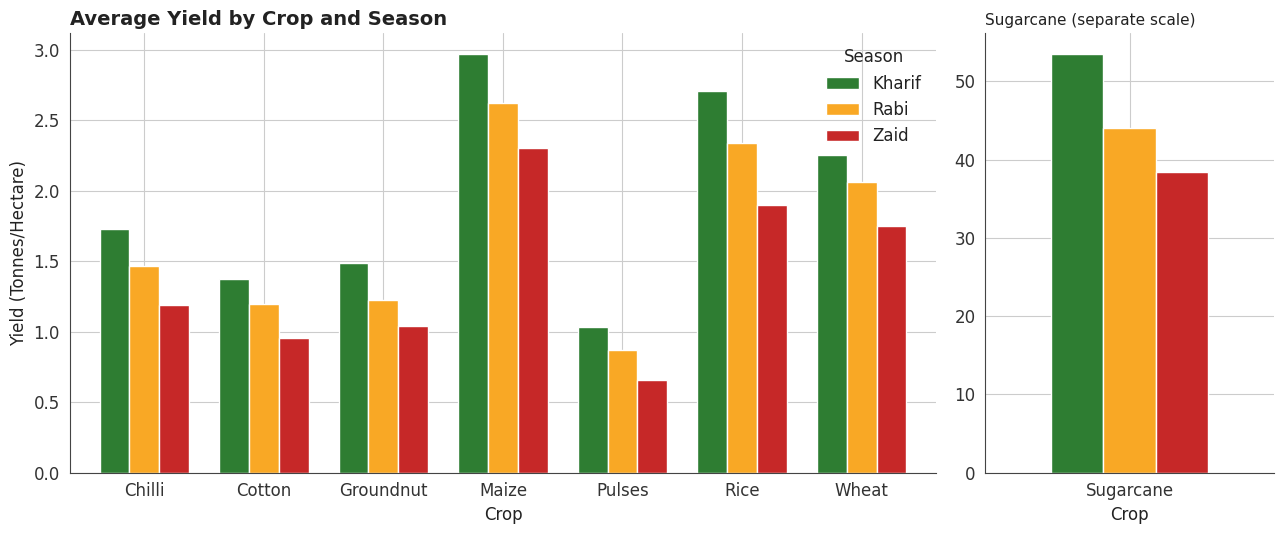 Average Yield by Crop and Season
Yield (Tonnes/Hectare)
3.0
2.5
2.0
1.5
1.0
0.5
0.0
Season
Kharif
Rabi
Zaid
Chilli Cotton Groundnut Maize Pulses Rice Wheat
Crop
Sugarcane (separate scale)
50
40
30
20
10
0
Sugarcane
Crop